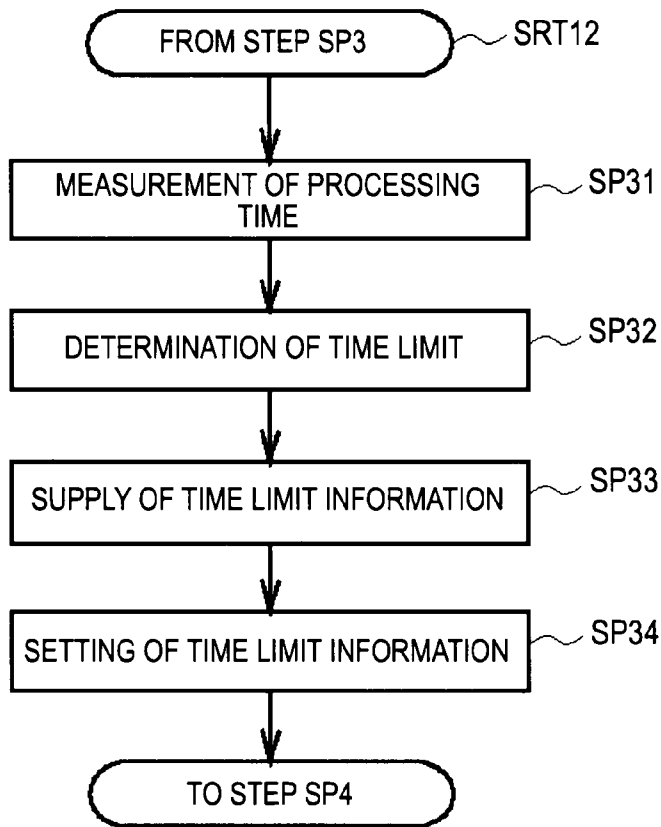 FROM STEP SP3
SRT12
MEASUREMENT OF PROCESSING
TIME
SP31
DETERMINATION OF TIME LIMIT
SP32
SUPPLY OF TIME LIMIT INFORMATION
SP33
SETTING OF TIME LIMIT INFORMATION
SP34
TO STEP SP4